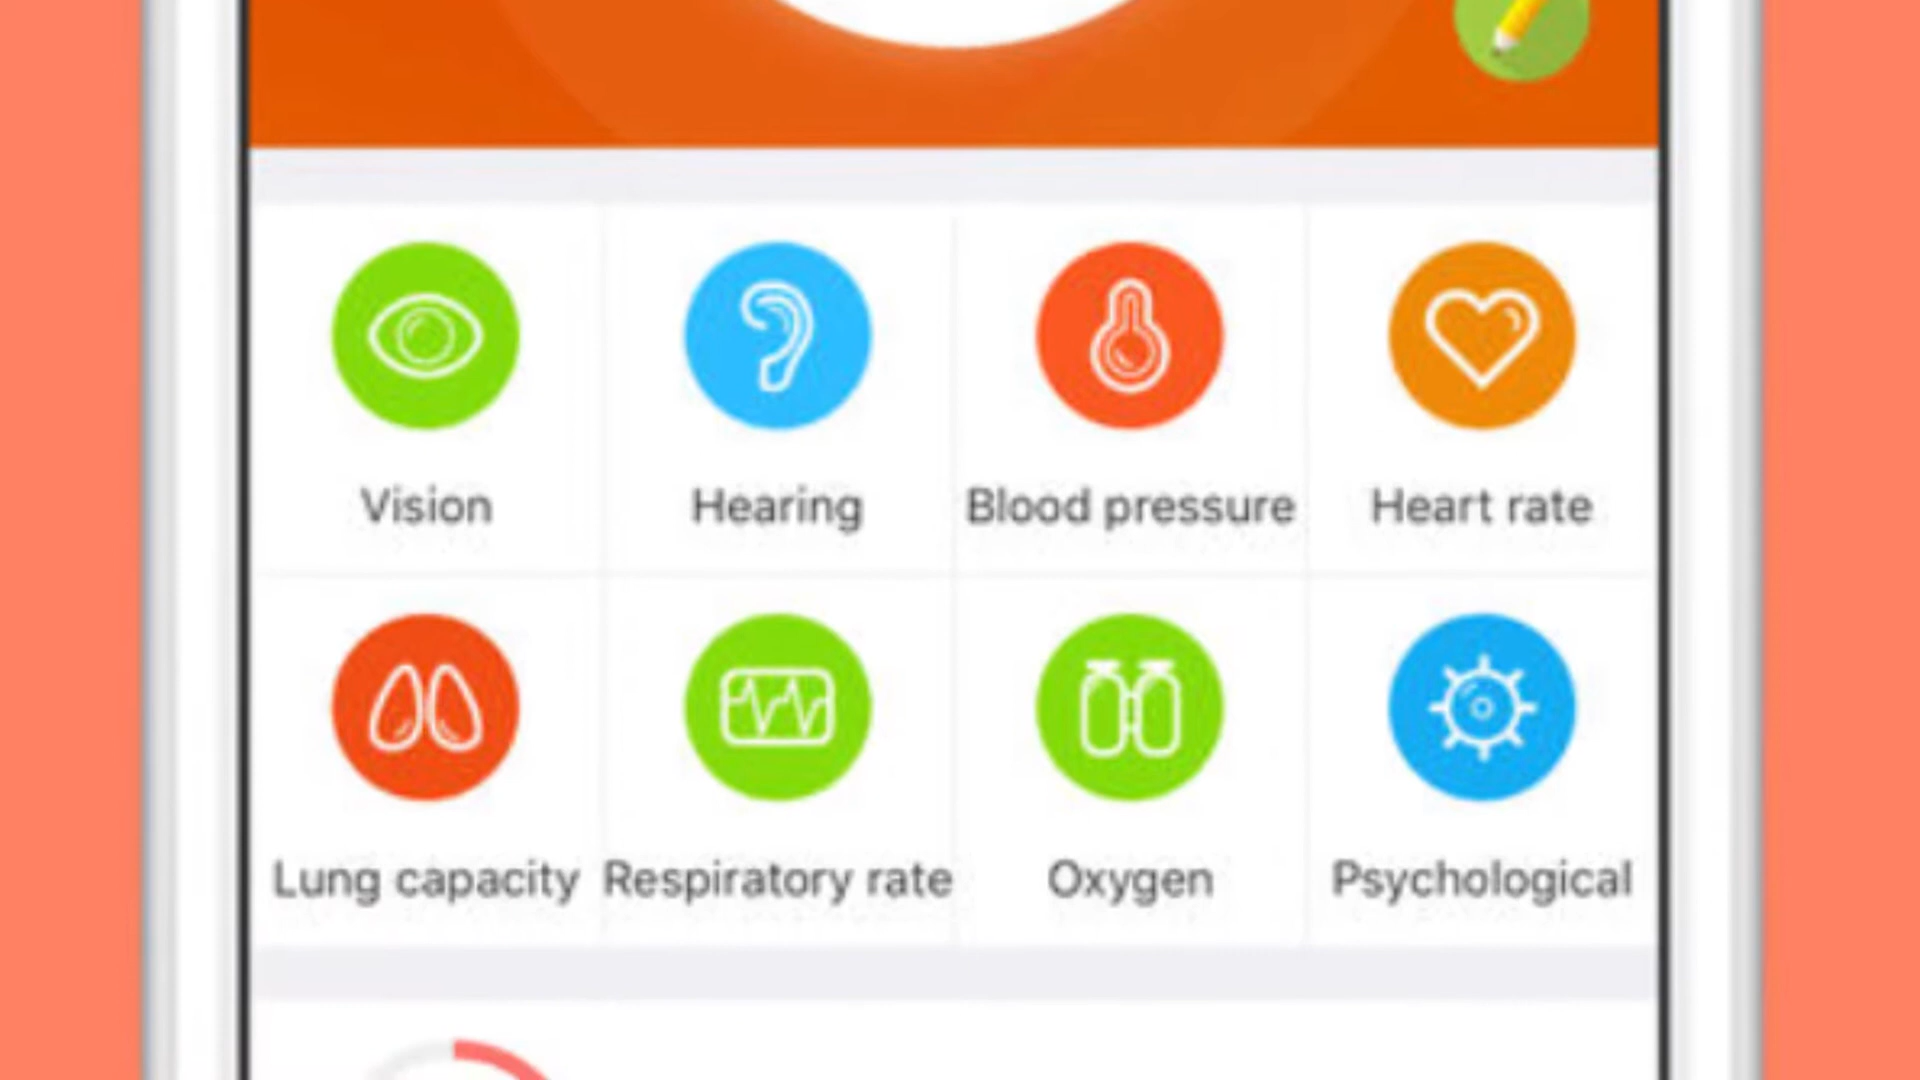 Vision Hearing Blood pressure Heart rate
Lung capacity Respiratory rate Oxygen Psychological